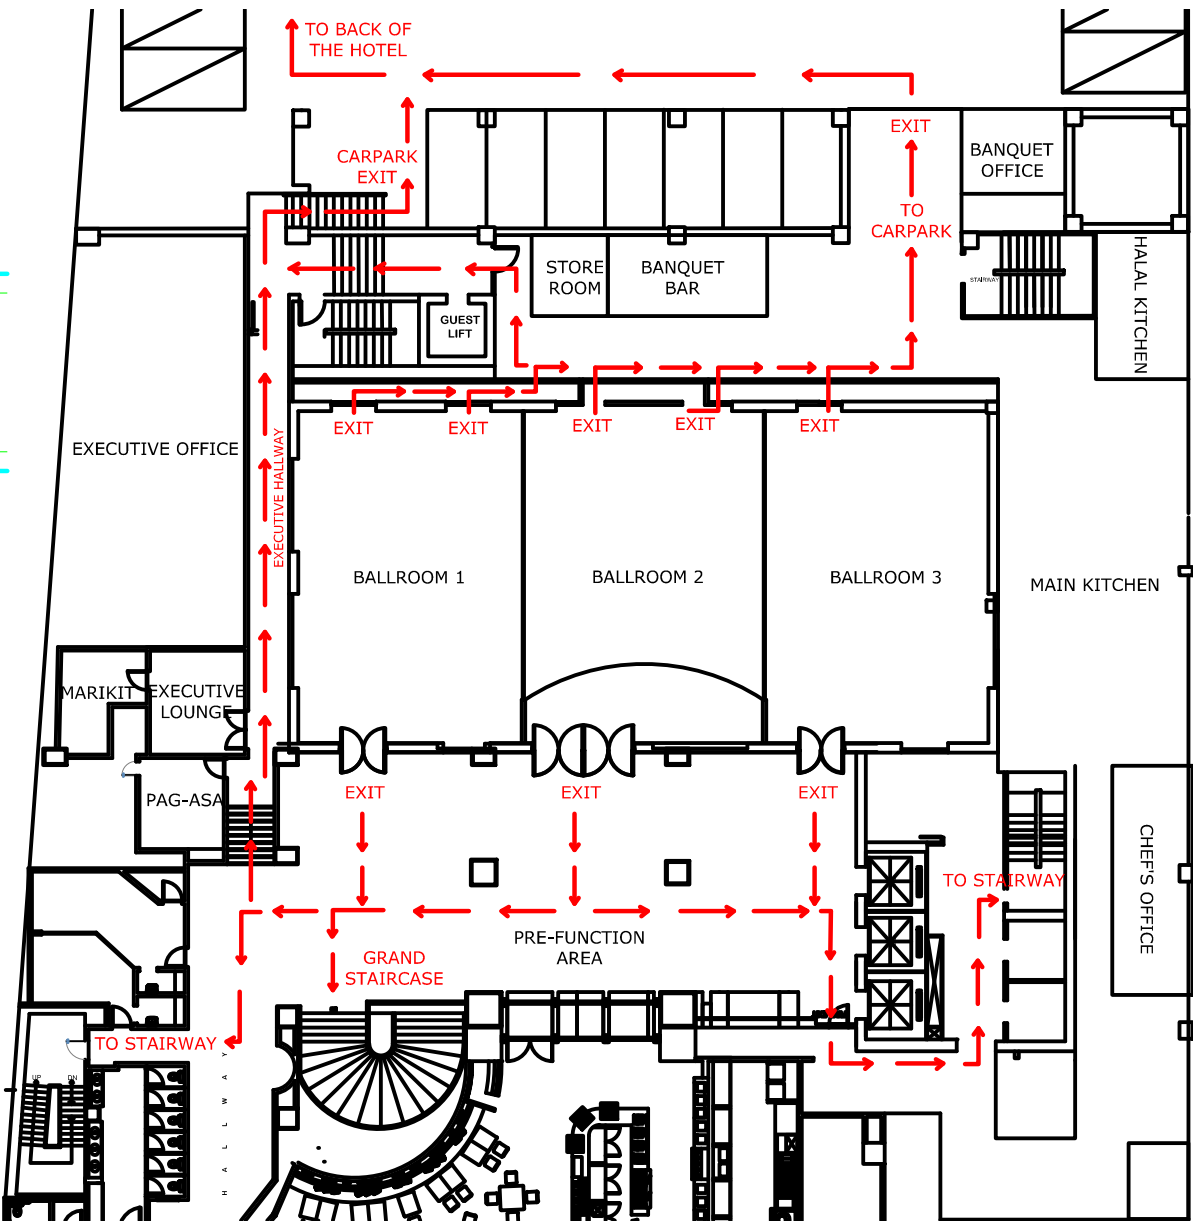 TO BACK OF
THE HOTEL
CARPARK
EXIT
EXIT
BANQUET
OFFICE
TO
CARPARK
STORE
ROOM
BANQUET
BAR
STAIRWAY
HALAL KITCHEN
GUEST
LIFT
EXIT
EXIT
EXIT
EXIT
EXIT
EXECUTIVE OFFICE
EXECUTIVE HALLWAY
BALLROOM 1
BALLROOM 2
BALLROOM 3
MAIN KITCHEN
MARIKIT
EXECUTIVE
LOUNGE
PAG-ASA
EXIT
EXIT
EXIT
CHEF'S OFFICE
TO STAIRWAY
PRE-FUNCTION
AREA
GRAND
STAIRCASE
TO STAIRWAY
UP
DN
HALLWAY